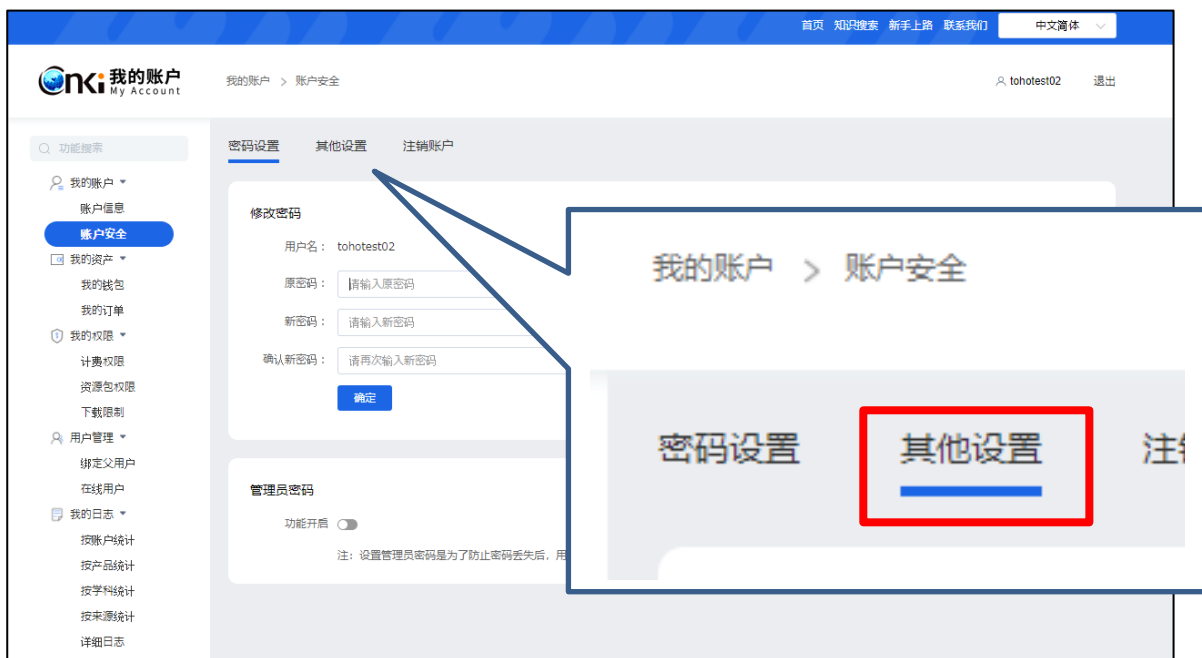 首页 知识搜索 新手上路 联系我们 中文简体
cnki 我的账户
My Account
我的账户 > 账户安全
tohotest02 退出
功能搜索
我的账户
账户信息
账户安全
我的资产
我的钱包
我的订单
我的权限
计费权限
资源包权限
下载限制
用户管理
绑定父用户
在线用户
我的日志
按账户统计
按产品统计
按学科统计
按来源统计
详细日志
密码设置 其他设置 注销账户
修改密码
用户名： tohotest02
原密码： 请输入原密码
新密码： 请输入新密码
确认新密码： 请再次输入新密码
确定
管理员密码
功能开启
注：设置管理员密码是为了防止密码丢失后，用
我的账户 > 账户安全
密码设置 其他设置 注